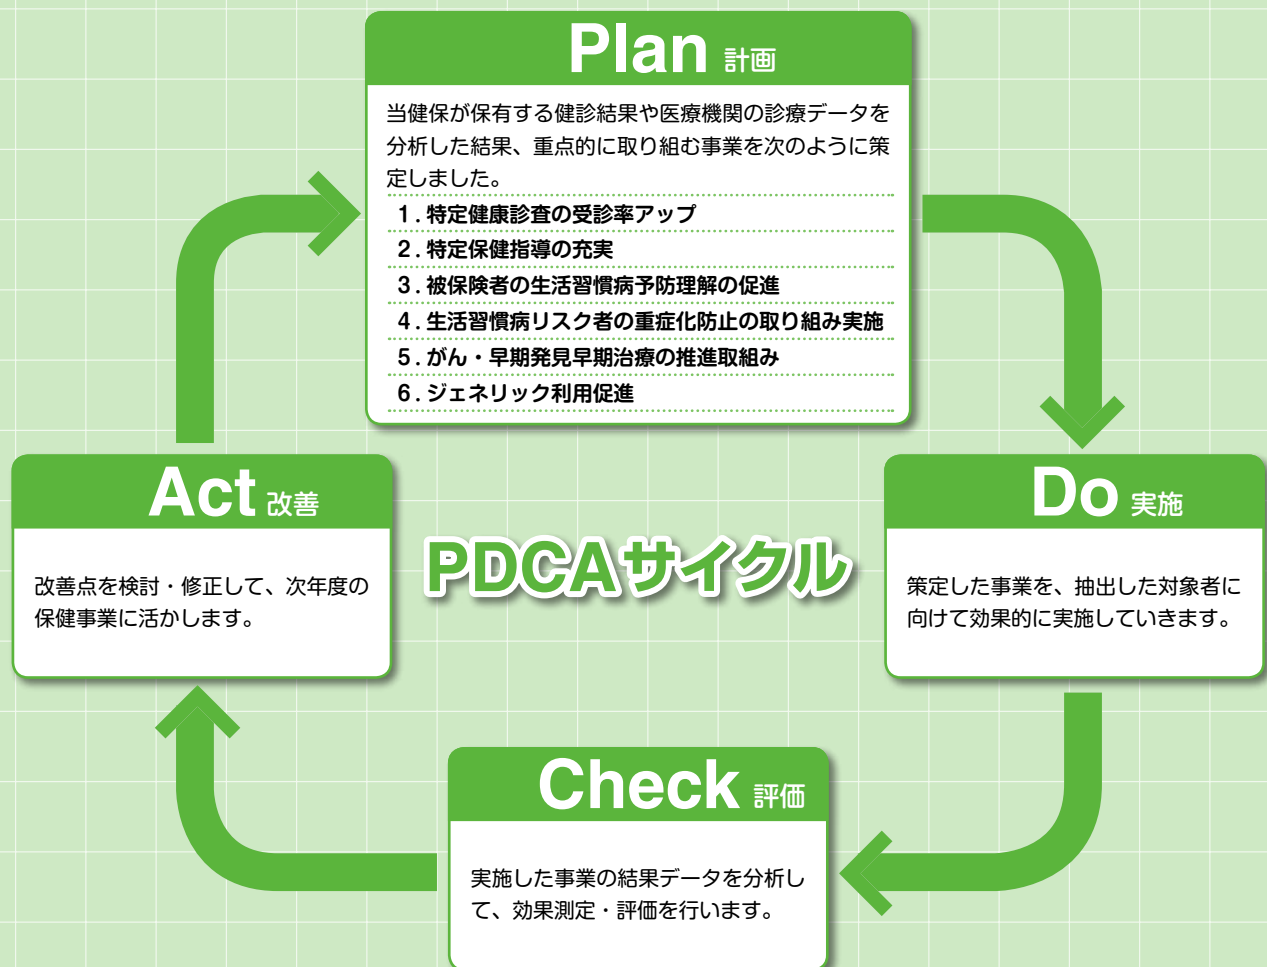 Plan 計画
当健保が保有する健診結果や医療機関の診療データを
分析した結果、重点的に取り組む事業を次のように策
定しました。
1．特定健康診査の受診率アップ
2．特定保健指導の充実
3．被保険者の生活習慣病予防理解の促進
4．生活習慣病リスク者の重症化防止の取り組み実施
5．がん・早期発見早期治療の推進取組み
6．ジェネリック利用促進
Do 実施
策定した事業を、抽出した対象者に
向けて効果的に実施していきます。
Check 評価
実施した事業の結果データを分析し
て、効果測定・評価を行います。
Act 改善
改善点を検討・修正して、次年度の
保健事業に活かします。
PDCAサイクル